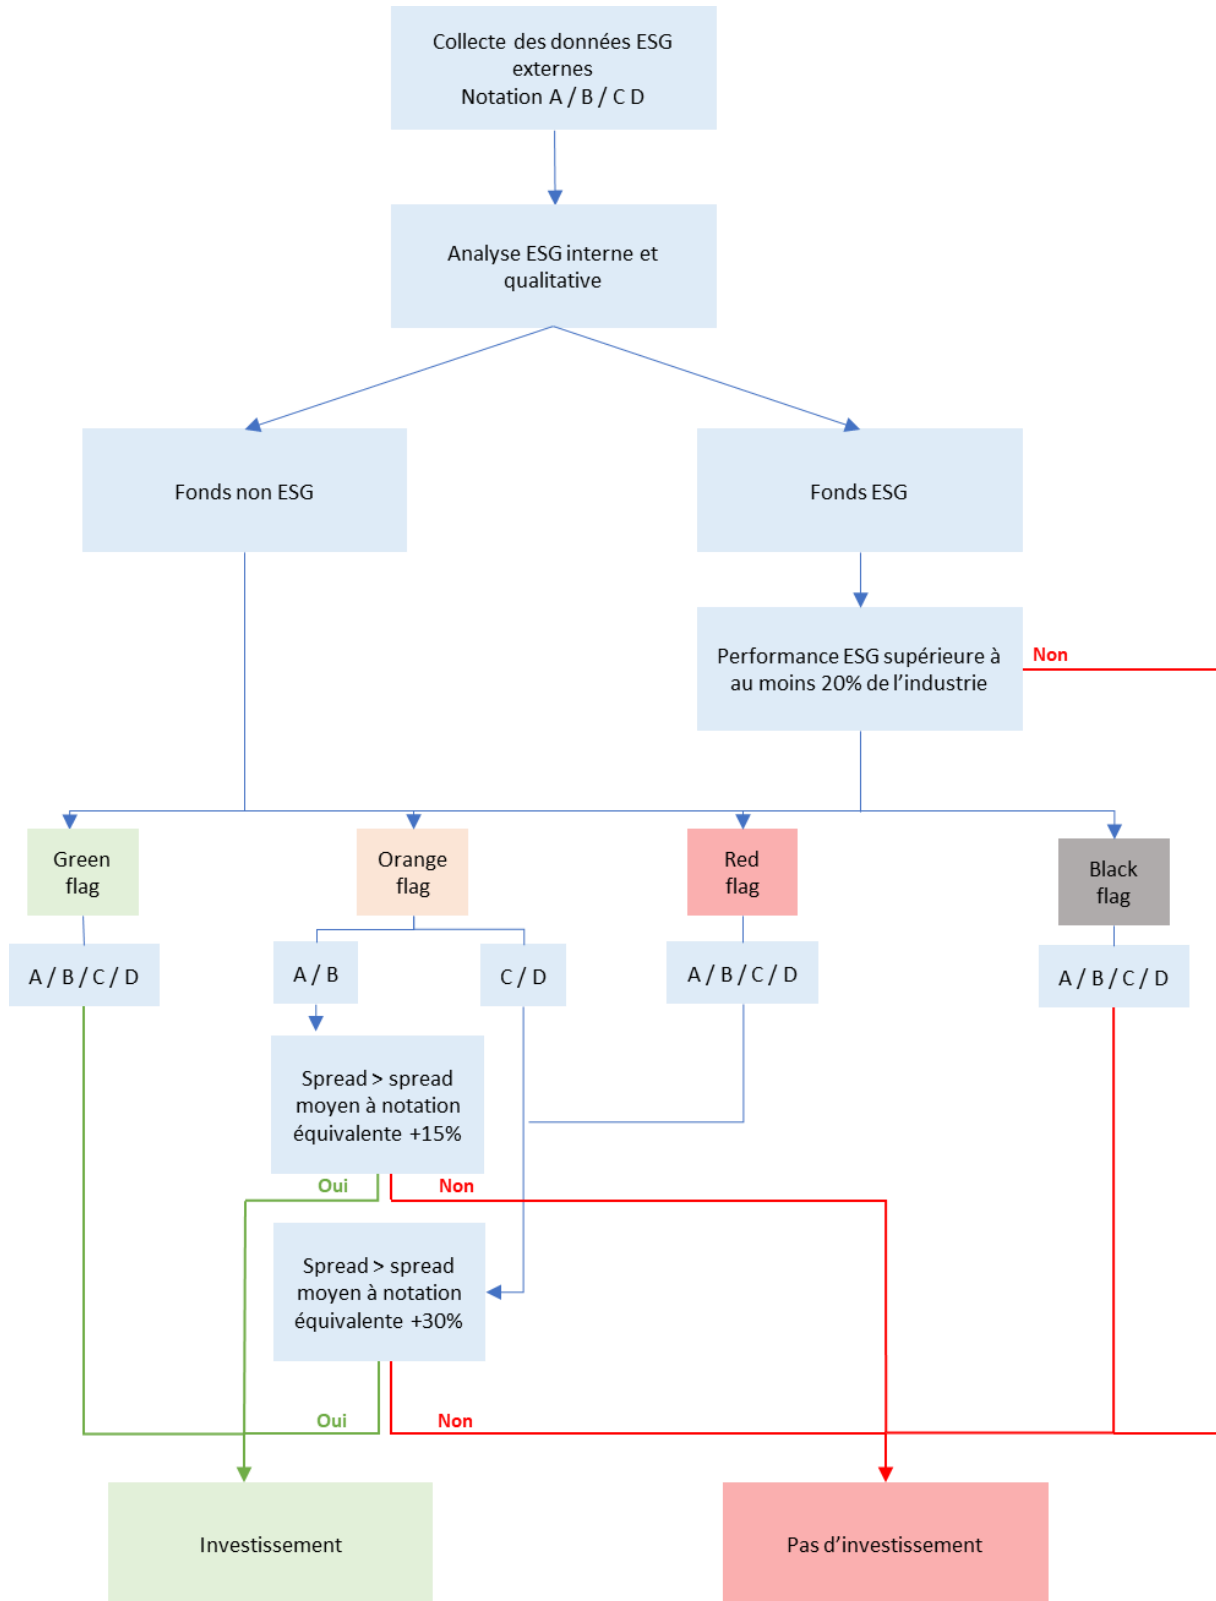 Collecte des données ESG
externes
Notation A / B / C D
Analyse ESG interne et
qualitative
Fonds non ESG
Fonds ESG
Performance ESG supérieure à
au moins 20% de l'industrie
Non
Green
flag
Orange
flag
Red
flag
Black
flag
A / B / C / D
A / B
C / D
A / B / C / D
A / B / C / D
Spread > spread
moyen à notation
équivalente +15%
Oui
Non
Spread > spread
moyen à notation
équivalente +30%
Oui
Non
Investissement
Pas d'investissement